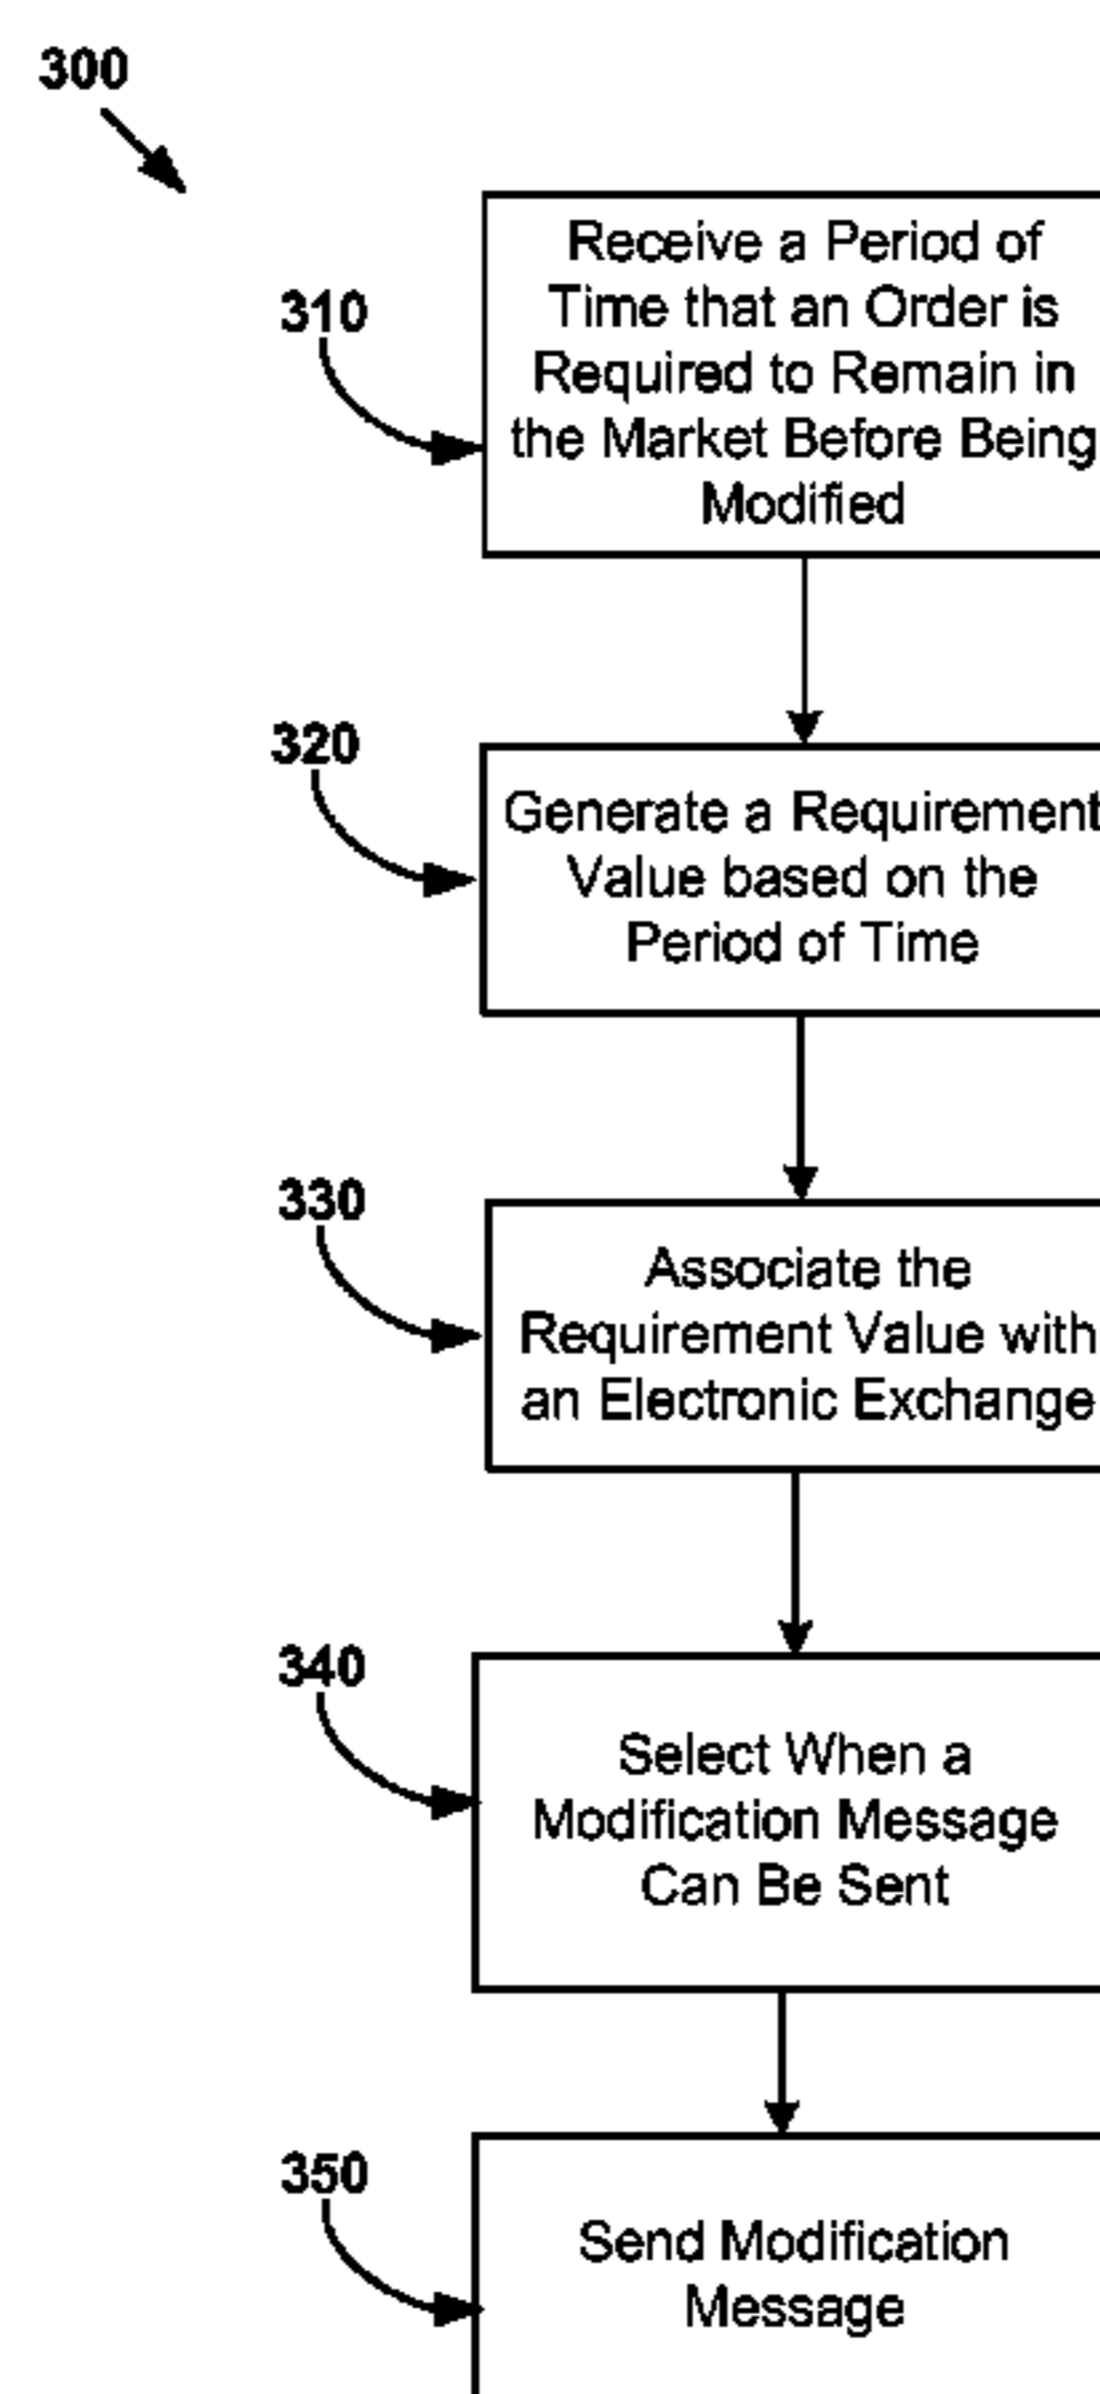 300
310
Receive a Period of
Time that an Order is
Required to Remain in
the Market Before Being
Modified
320
Generate a Requirement
Value based on the
Period of Time
330
Associate the
Requirement Value with
an Electronic Exchange
340
Select When a
Modification Message
Can Be Sent
350
Send Modification
Message